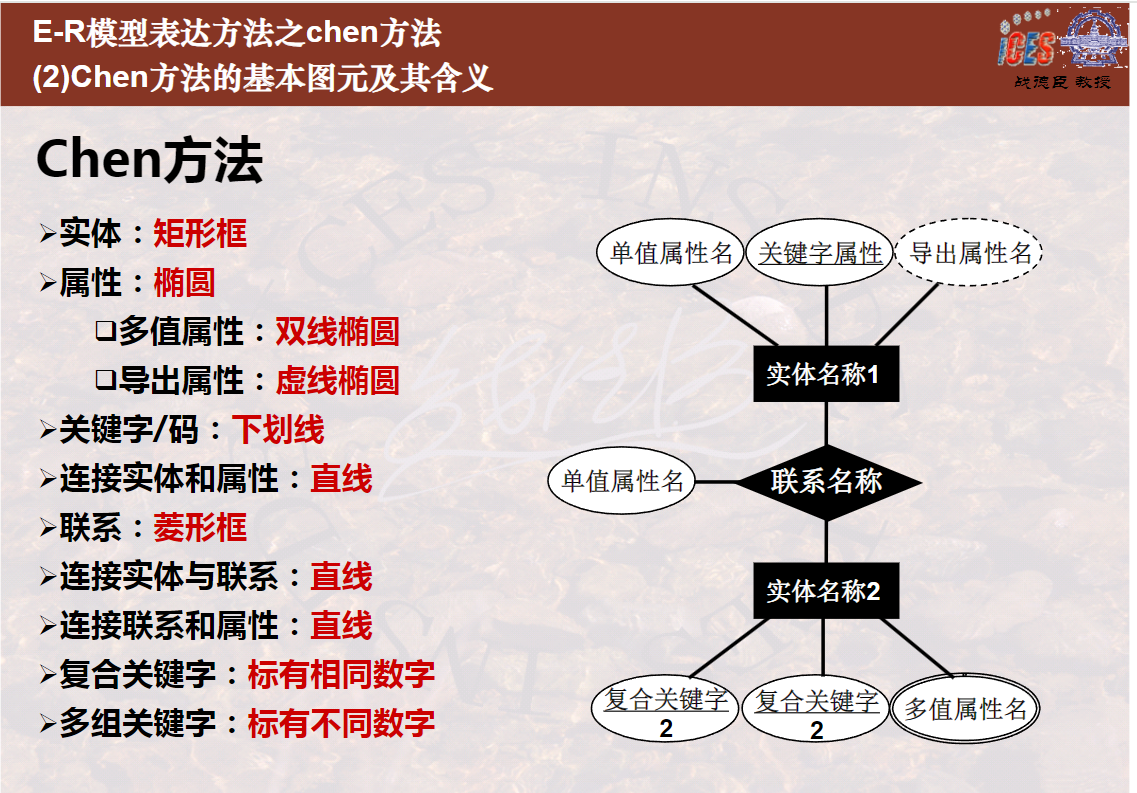 E-R模型表达方法之chen方法
(2)Chen方法的基本图元及其含义
iCES
战德臣 教授
Chen方法
➢实体：矩形框
➢属性：椭圆
❑多值属性：双线椭圆
❑导出属性：虚线椭圆
➢关键字/码：下划线
➢连接实体和属性：直线
➢联系：菱形框
➢连接实体与联系：直线
➢连接联系和属性：直线
➢复合关键字：标有相同数字
➢多组关键字：标有不同数字
单值属性名
关键字属性
导出属性名
实体名称1
单值属性名
联系名称
实体名称2
复合关键字
2
复合关键字
2
多值属性名